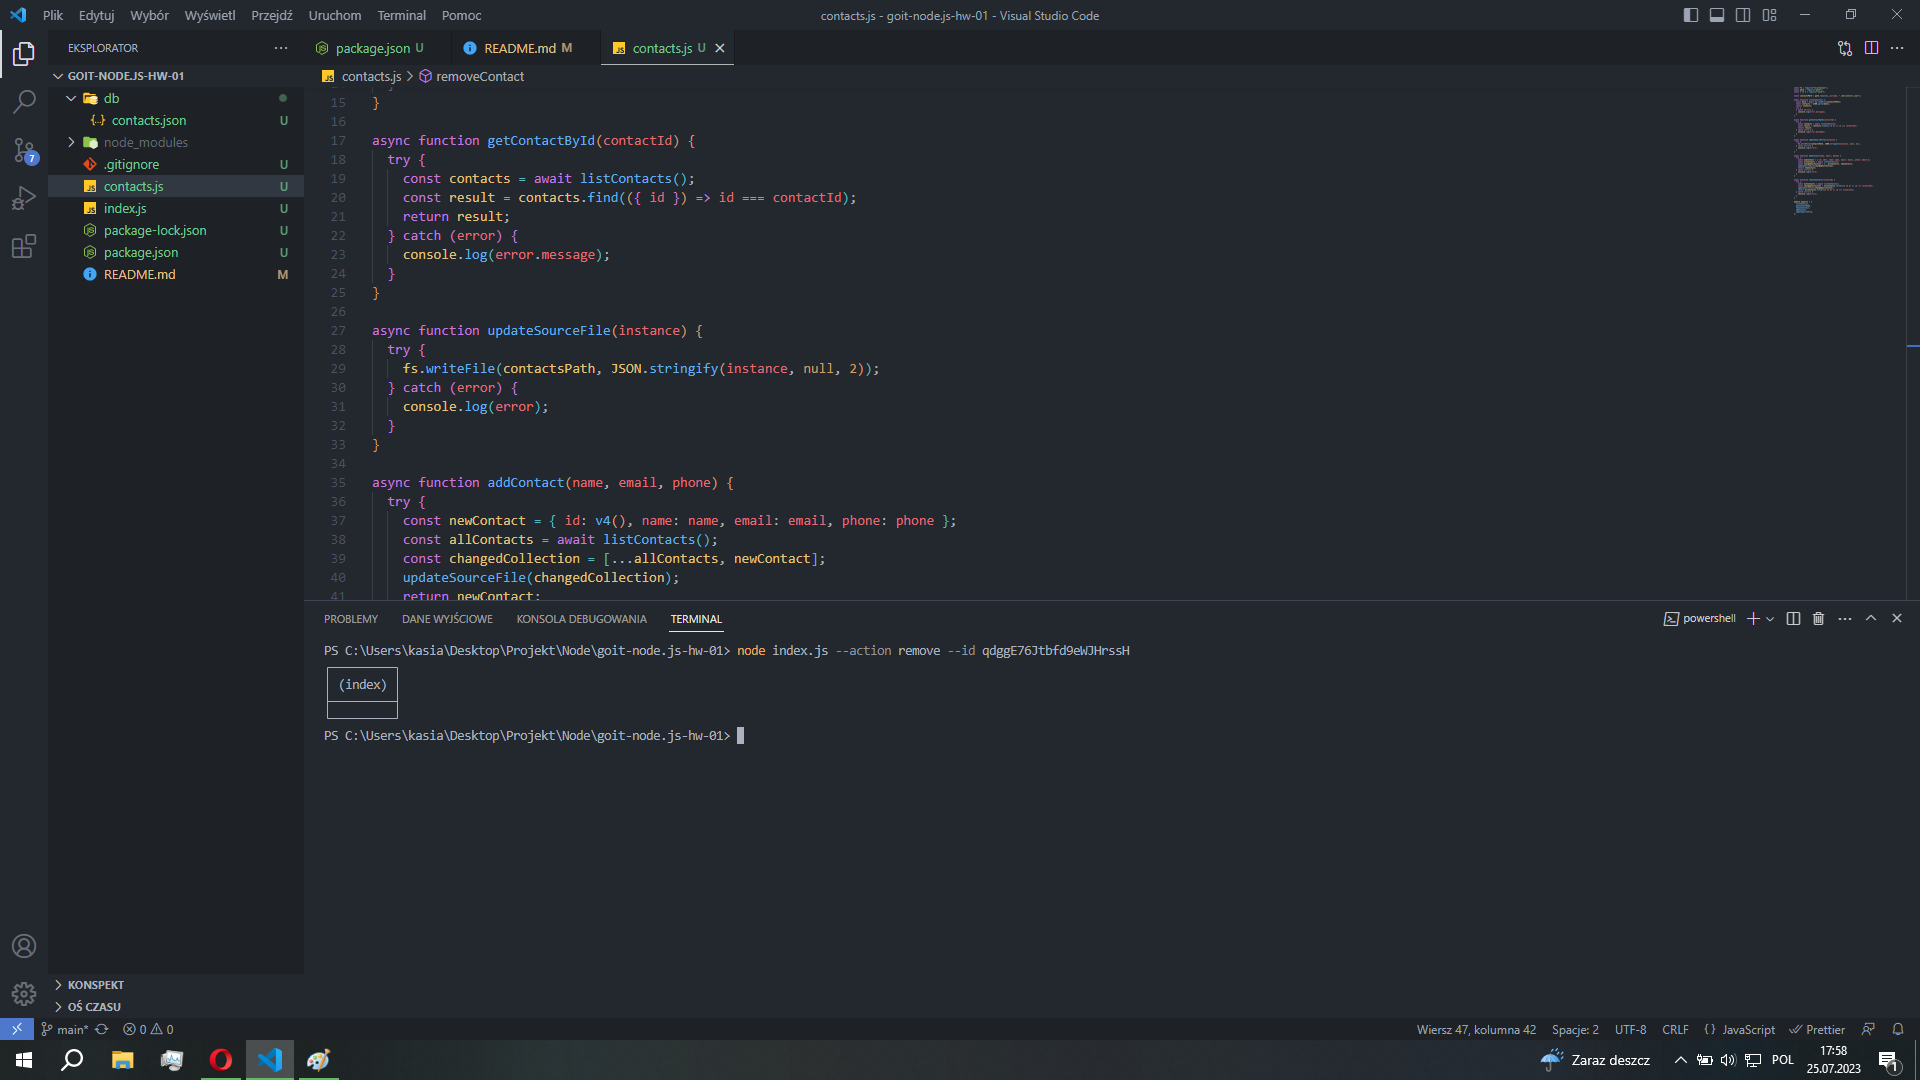 Plik Edytuj Wybór Wyświetl Przejdź Uruchom Terminal Pomoc
contacts.js - goit-node.js-hw-01 - Visual Studio Code
EKSPLORATOR
GOIT-NODE.JS-HW-01
db
contacts.json U
node_modules
.gitignore U
contacts.js U
index.js U
package-lock.json U
package.json U
README.md M
KONSPEKT
OŚ CZASU
7
package.json U README.md M contacts.js U
contacts.js > removeContact
15 }
16
17 async function getContactById(contactId) {
18 try {
19 const contacts = await listContacts();
20 const result = contacts.find(({ id }) => id === contactId);
21 return result;
22 } catch (error) {
23 console.log(error.message);
24 }
25 }
26
27 async function updateSourceFile(instance) {
28 try {
29 fs.writeFile(contactsPath, JSON.stringify(instance, null, 2));
30 } catch (error) {
31 console.log(error);
32 }
33 }
34
35 async function addContact(name, email, phone) {
36 try {
37 const newContact = { id: v4(), name: name, email: email, phone: phone };
38 const allContacts = await listContacts();
39 const changedCollection = [...allContacts, newContact];
40 updateSourceFile(changedCollection);
41 return newContact;
PROBLEMY DANE WYJŚCIOWE KONSOLA DEBUGOWANIA TERMINAL
powershell
PS C:\Users\kasia\Desktop\Projekt\Node\goit-node.js-hw-01> node index.js --action remove --id qdggE76Jtbfd9eWJHrssH
(index)
PS C:\Users\kasia\Desktop\Projekt\Node\goit-node.js-hw-01>
main* 0 0
Wiersz 47, kolumna 42 Spacje: 2 UTF-8 CRLF {} JavaScript Prettier
Zaraz deszcz POL 17:58
25.07.2023
1